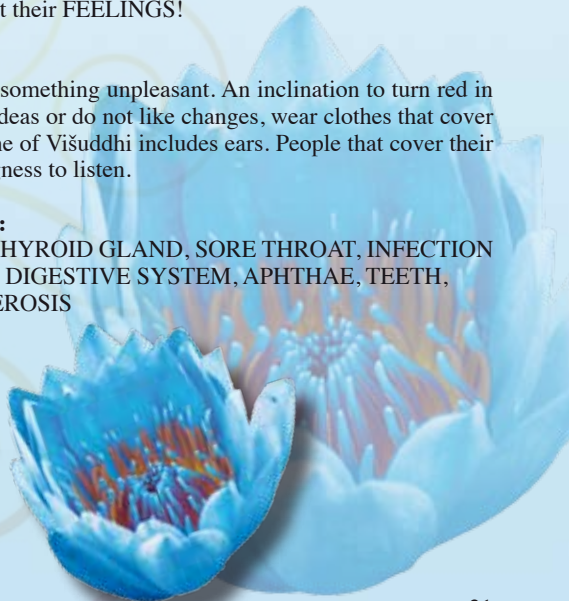 t their FEELINGS!
something unpleasant. An inclination to turn red in
deas or do not like changes, wear clothes that cover
e of Višuddhi includes ears. People that cover their
ness to listen.
:
HYROID GLAND, SORE THROAT, INFECTION
DIGESTIVE SYSTEM, APHTHAE, TEETH,
EROSIS